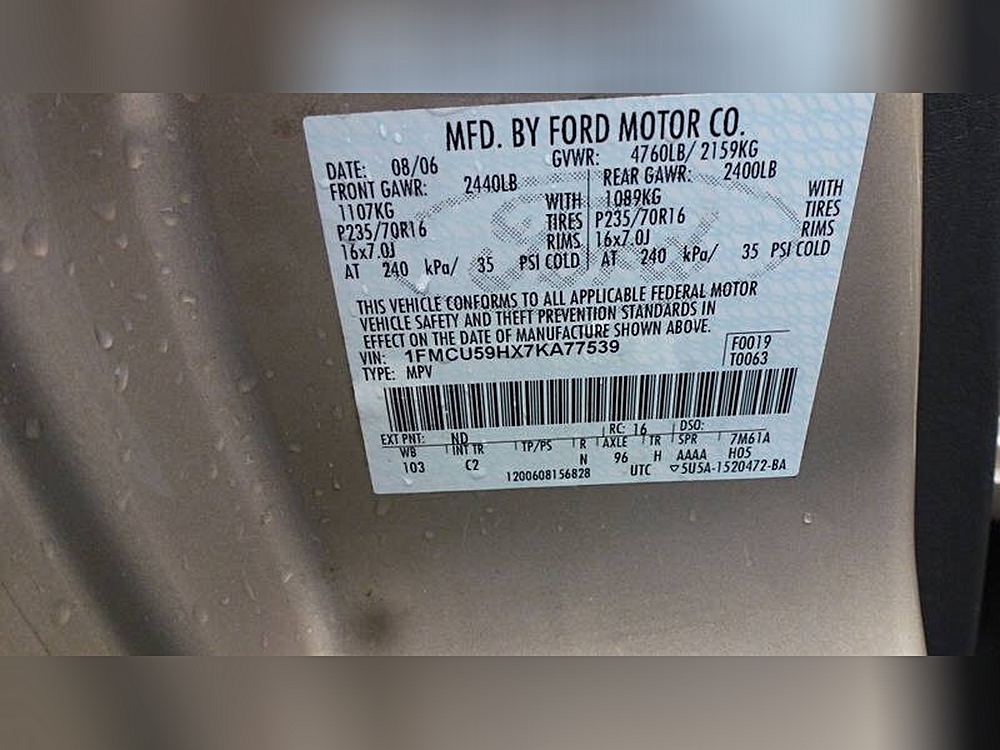 MFD. BY FORD MOTOR CO.
DATE: 08/06 GVWR: 4760LB/ 2159KG
FRONT GAWR: 2440LB REAR GAWR: 2400LB
1107KG WITH 1089KG WITH
P235/70R16 TIRES P235/70R16 TIRES
16x7.0J RIMS 16x7.0J RIMS
AT 240 kPa/ 35 PSI COLD AT 240 kPa/ 35 PSI COLD
THIS VEHICLE CONFORMS TO ALL APPLICABLE FEDERAL MOTOR
VEHICLE SAFETY AND THEFT PREVENTION STANDARDS IN
EFFECT ON THE DATE OF MANUFACTURE SHOWN ABOVE.
VIN: 1FMCU59HX7KA77539 F0019
TYPE: MPV T0063
EXT PNT: ND RC: 16 DSO:
WB INT TR TP/PS R AXLE TR SPR 7M61A
103 C2 N 96 H AAAA H05
1200608156828 UTC ▽5U5A-1520472-BA